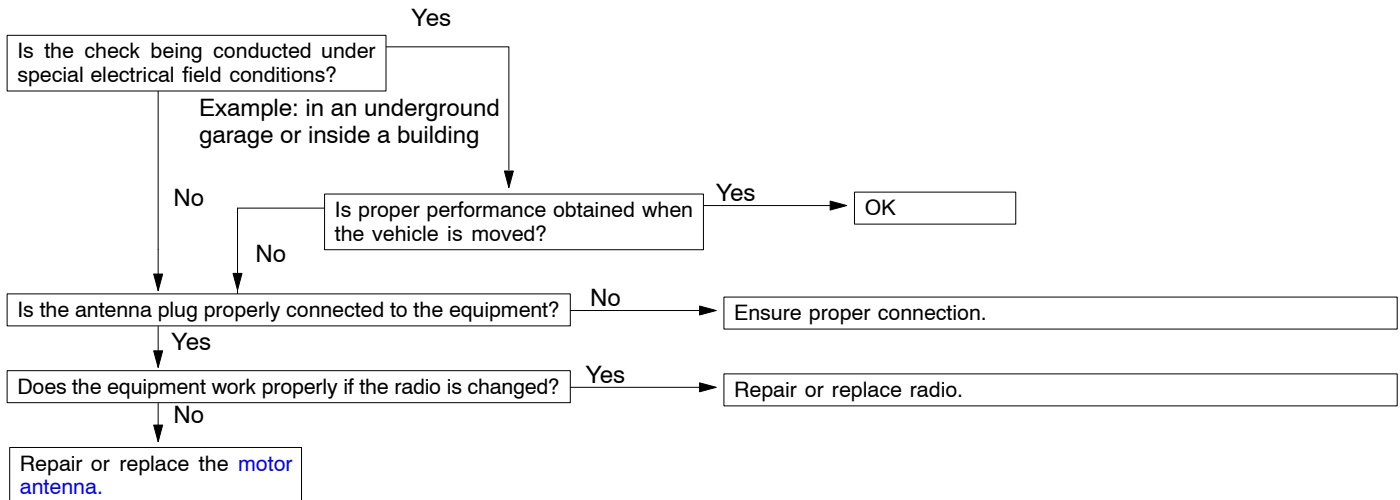 Yes
Is the check being conducted under
special electrical field conditions?
Example: in an underground
garage or inside a building
No
Is proper performance obtained when
the vehicle is moved?
Yes
OK
No
Is the antenna plug properly connected to the equipment?
No
Ensure proper connection.
Yes
Does the equipment work properly if the radio is changed?
Yes
Repair or replace radio.
No
Repair or replace the motor
antenna.